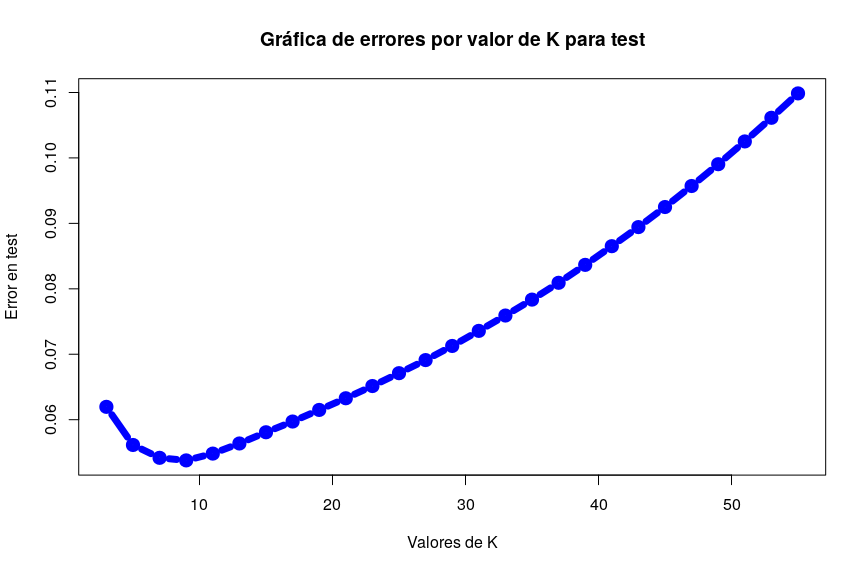 Gráfica de errores por valor de K para test
0.11
0.10
0.09
0.08
0.07
0.06
Error en test
10 20 30 40 50
Valores de K